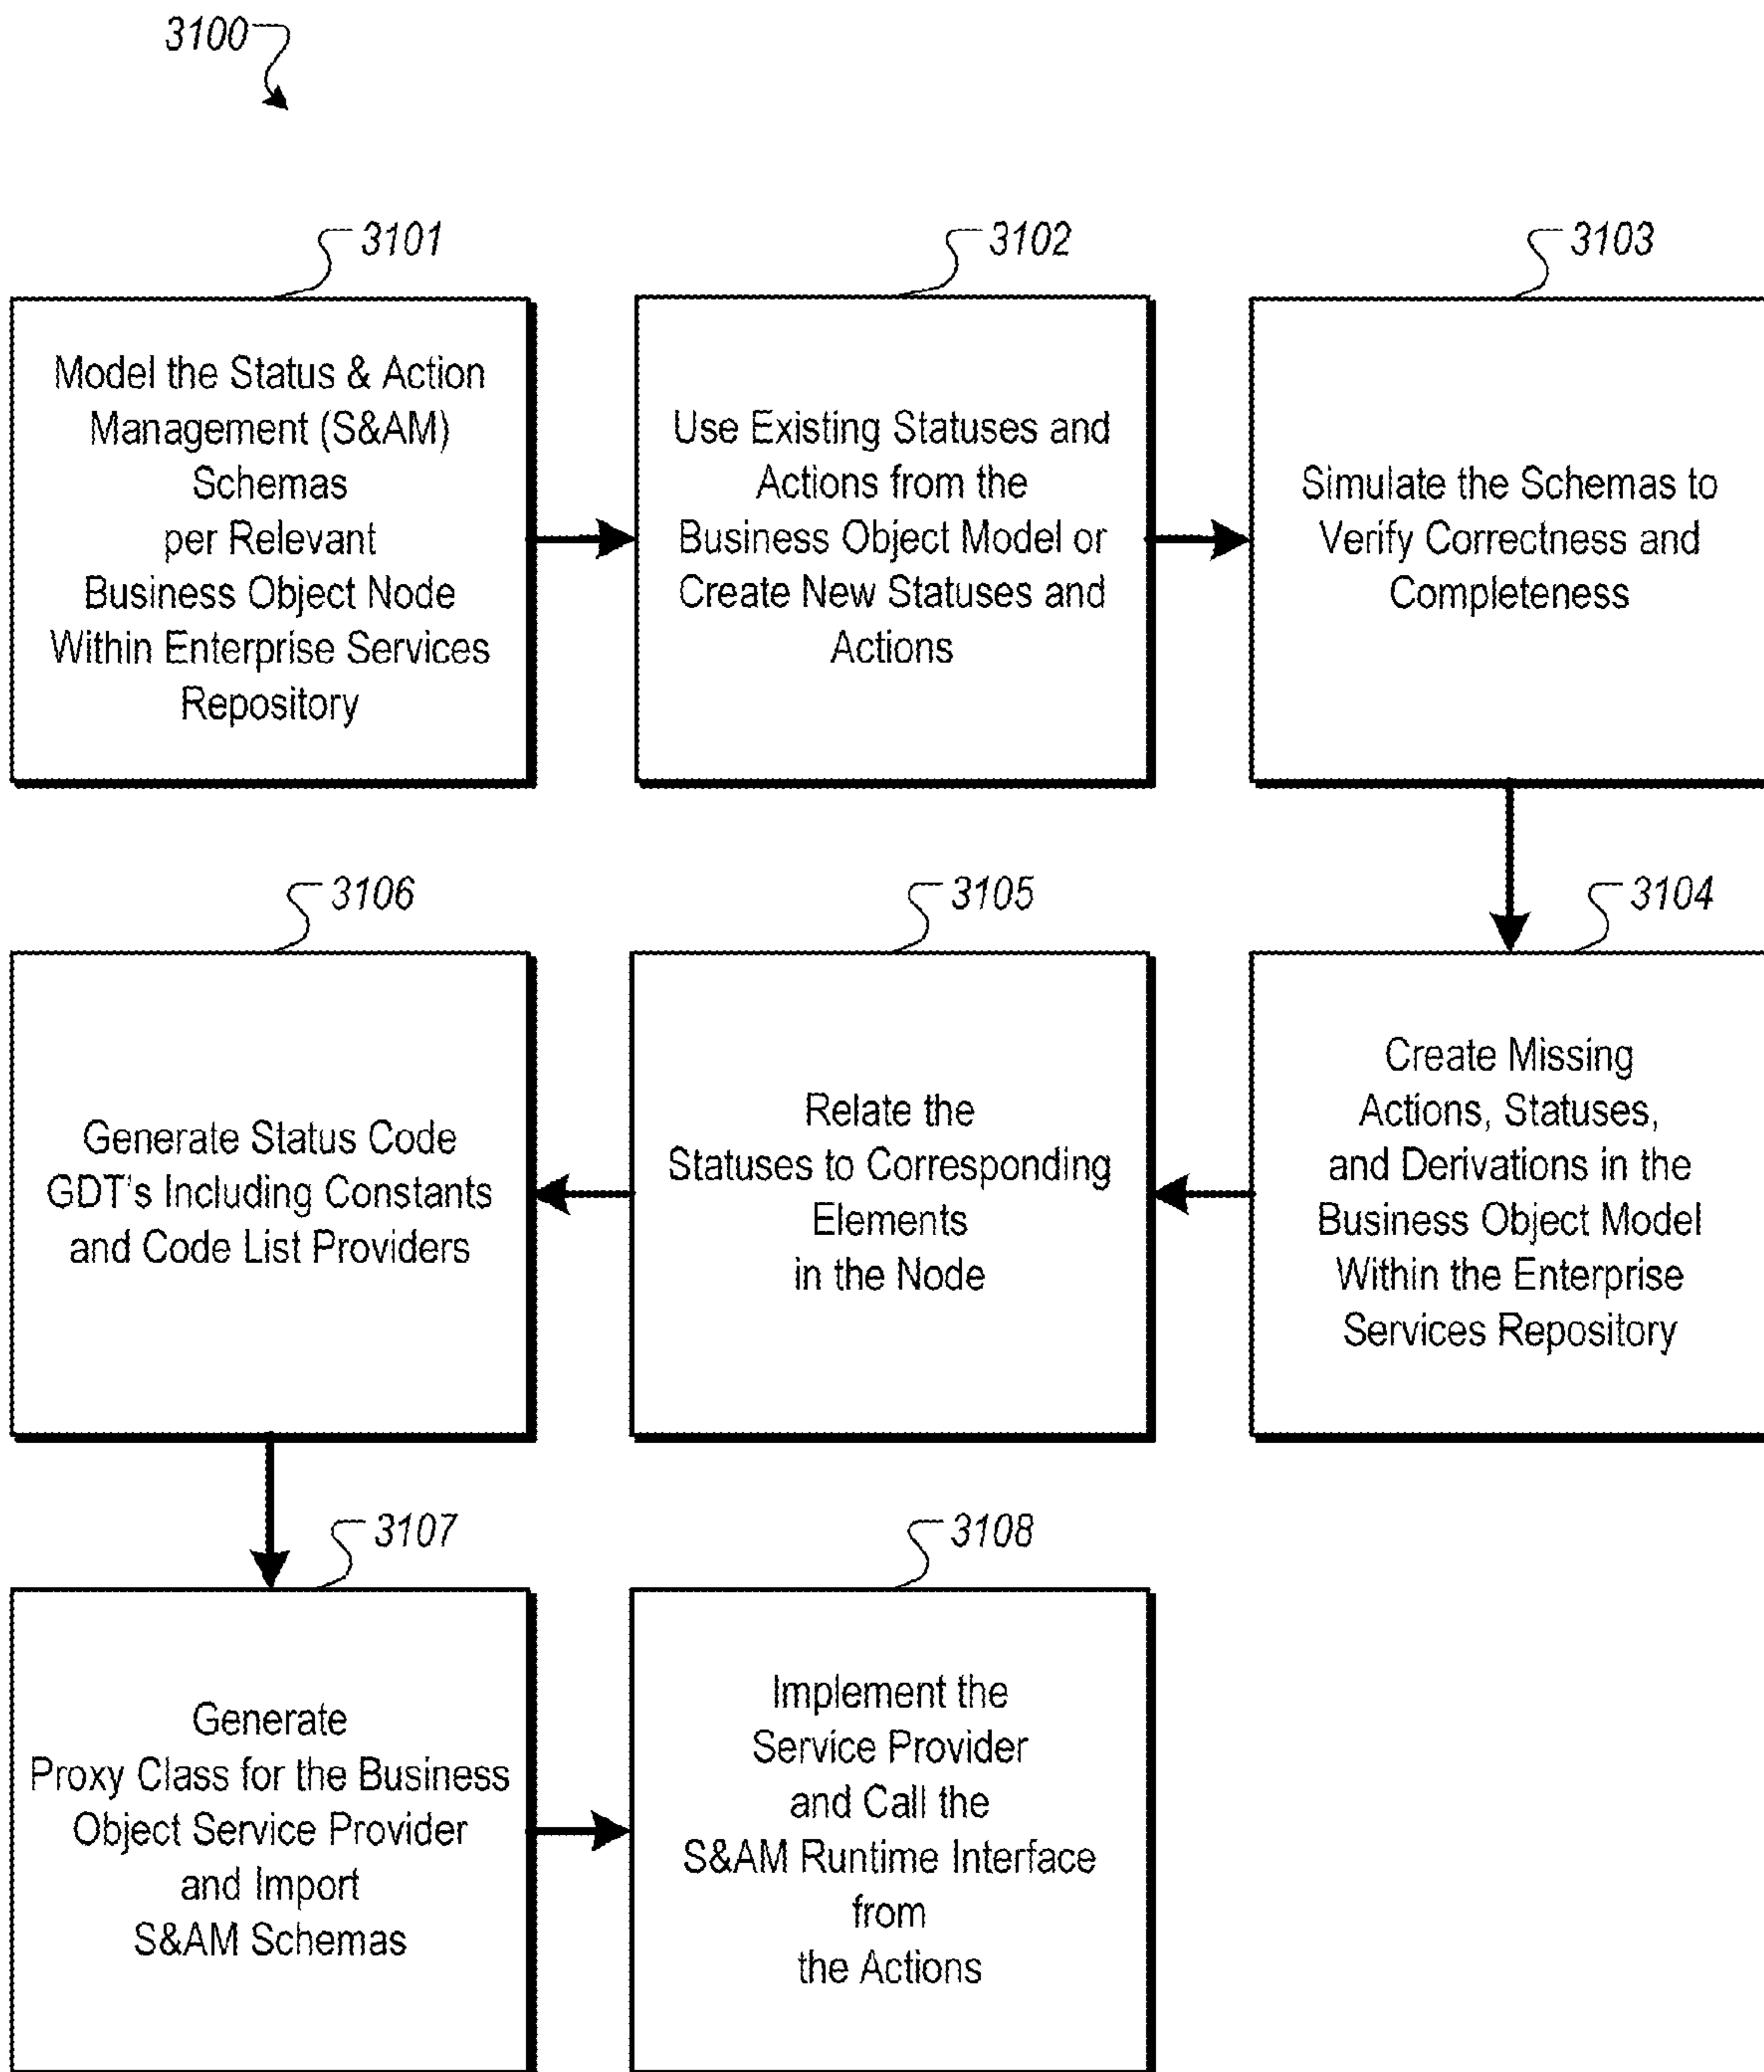 3100
3101
Model the Status & Action
Management (S&AM)
Schemas
per Relevant
Business Object Node
Within Enterprise Services
Repository
3102
Use Existing Statuses and
Actions from the
Business Object Model or
Create New Statuses and
Actions
3103
Simulate the Schemas to
Verify Correctness and
Completeness
3104
Create Missing
Actions, Statuses,
and Derivations in the
Business Object Model
Within the Enterprise
Services Repository
3105
Relate the
Statuses to Corresponding
Elements
in the Node
3106
Generate Status Code
GDT's Including Constants
and Code List Providers
3107
Generate
Proxy Class for the Business
Object Service Provider
and Import
S&AM Schemas
3108
Implement the
Service Provider
and Call the
S&AM Runtime Interface
from
the Actions